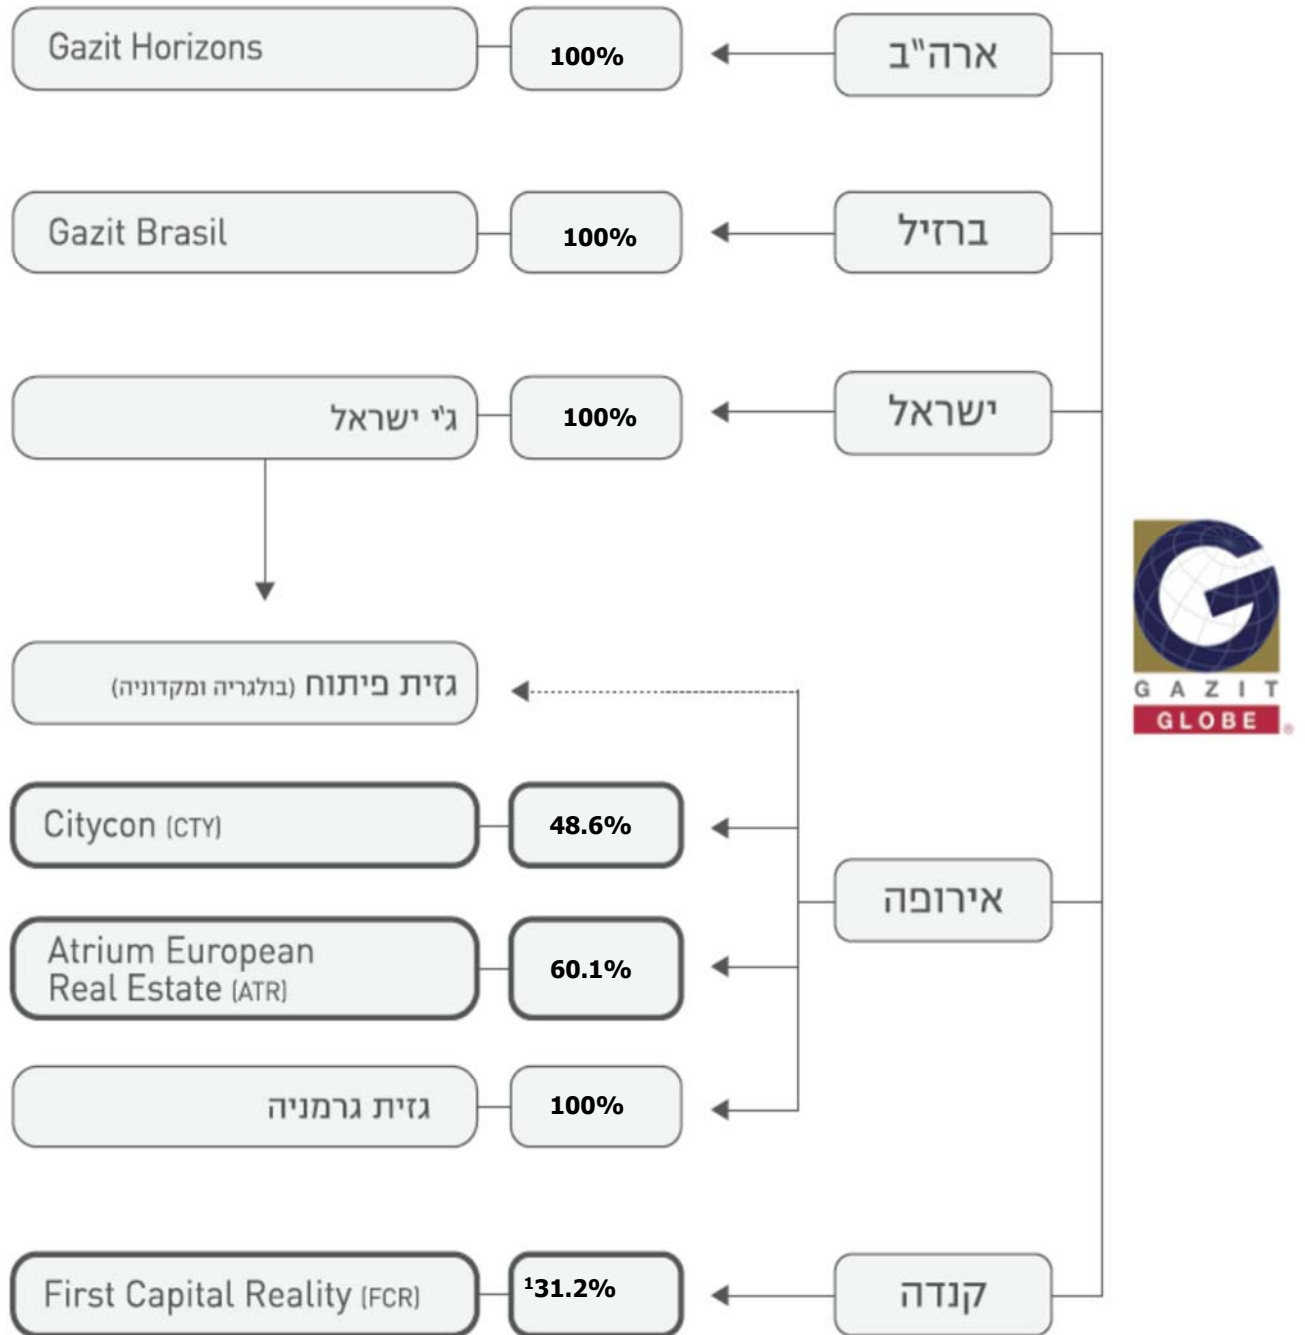 Gazit Horizons
100%
ארה"ב
Gazit Brasil
100%
ברזיל
ג'י ישראל
100%
ישראל
GAZIT
GLOBE ®
גזית פיתוח (בולגריה ומקדוניה)
Citycon (CTY)
48.6%
אירופה
Atrium European
Real Estate (ATR)
60.1%
גזית גרמניה
100%
First Capital Reality (FCR)
¹31.2%
קנדה